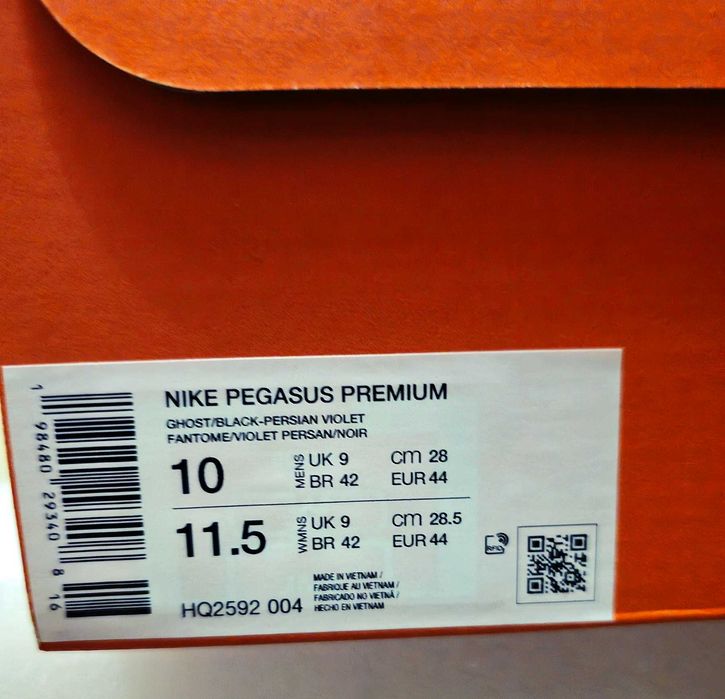 NIKE PEGASUS PREMIUM
GHOST/BLACK-PERSIAN VIOLET
FANTOME/VIOLET PERSAN/NOIR
10 MENS UK 9 CM 28
BR 42 EUR 44
11.5 WMNS UK 9 CM 28.5
BR 42 EUR 44
MADE IN VIETNAM /
FABRIQUE AU VIETNAM /
FABRICADO NO VIETNÃ /
HECHO EN VIETNAM
HQ2592 004
RFID
1 98480 29340 8 16